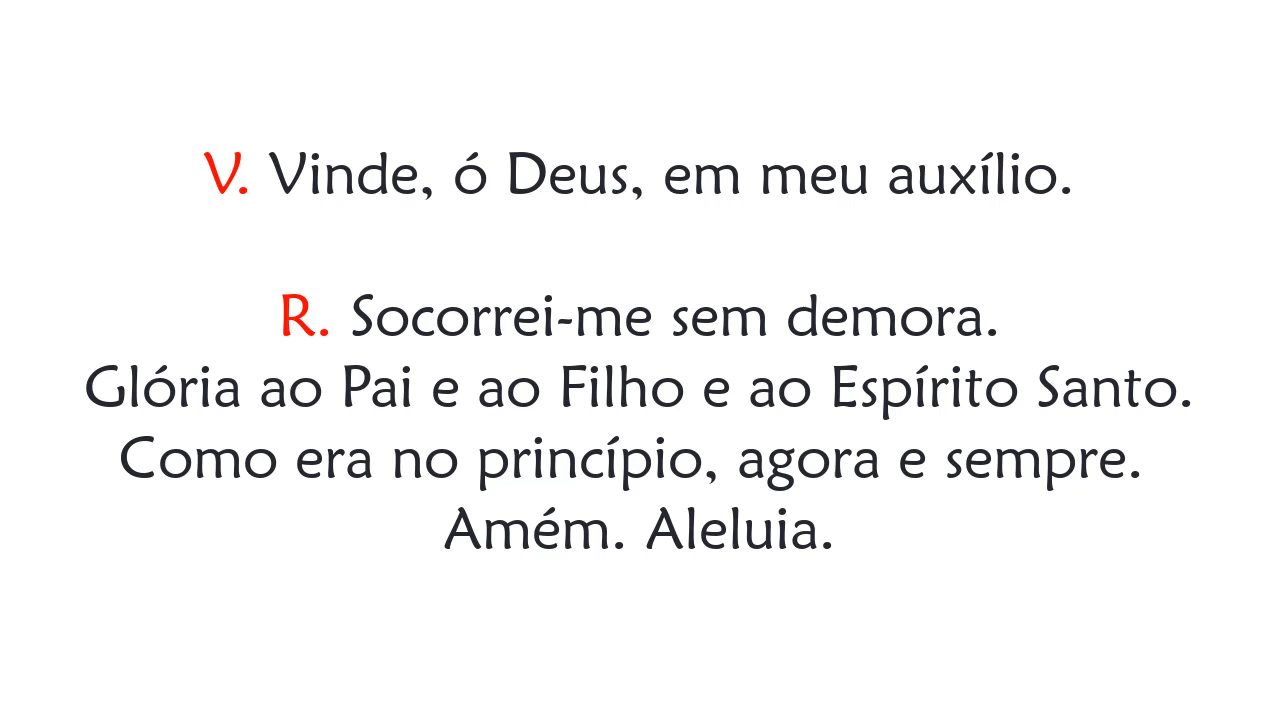 V. Vinde, ó Deus, em meu auxílio.
R. Socorrei-me sem demora.
Glória ao Pai e ao Filho e ao Espírito Santo.
Como era no princípio, agora e sempre.
Amém. Aleluia.